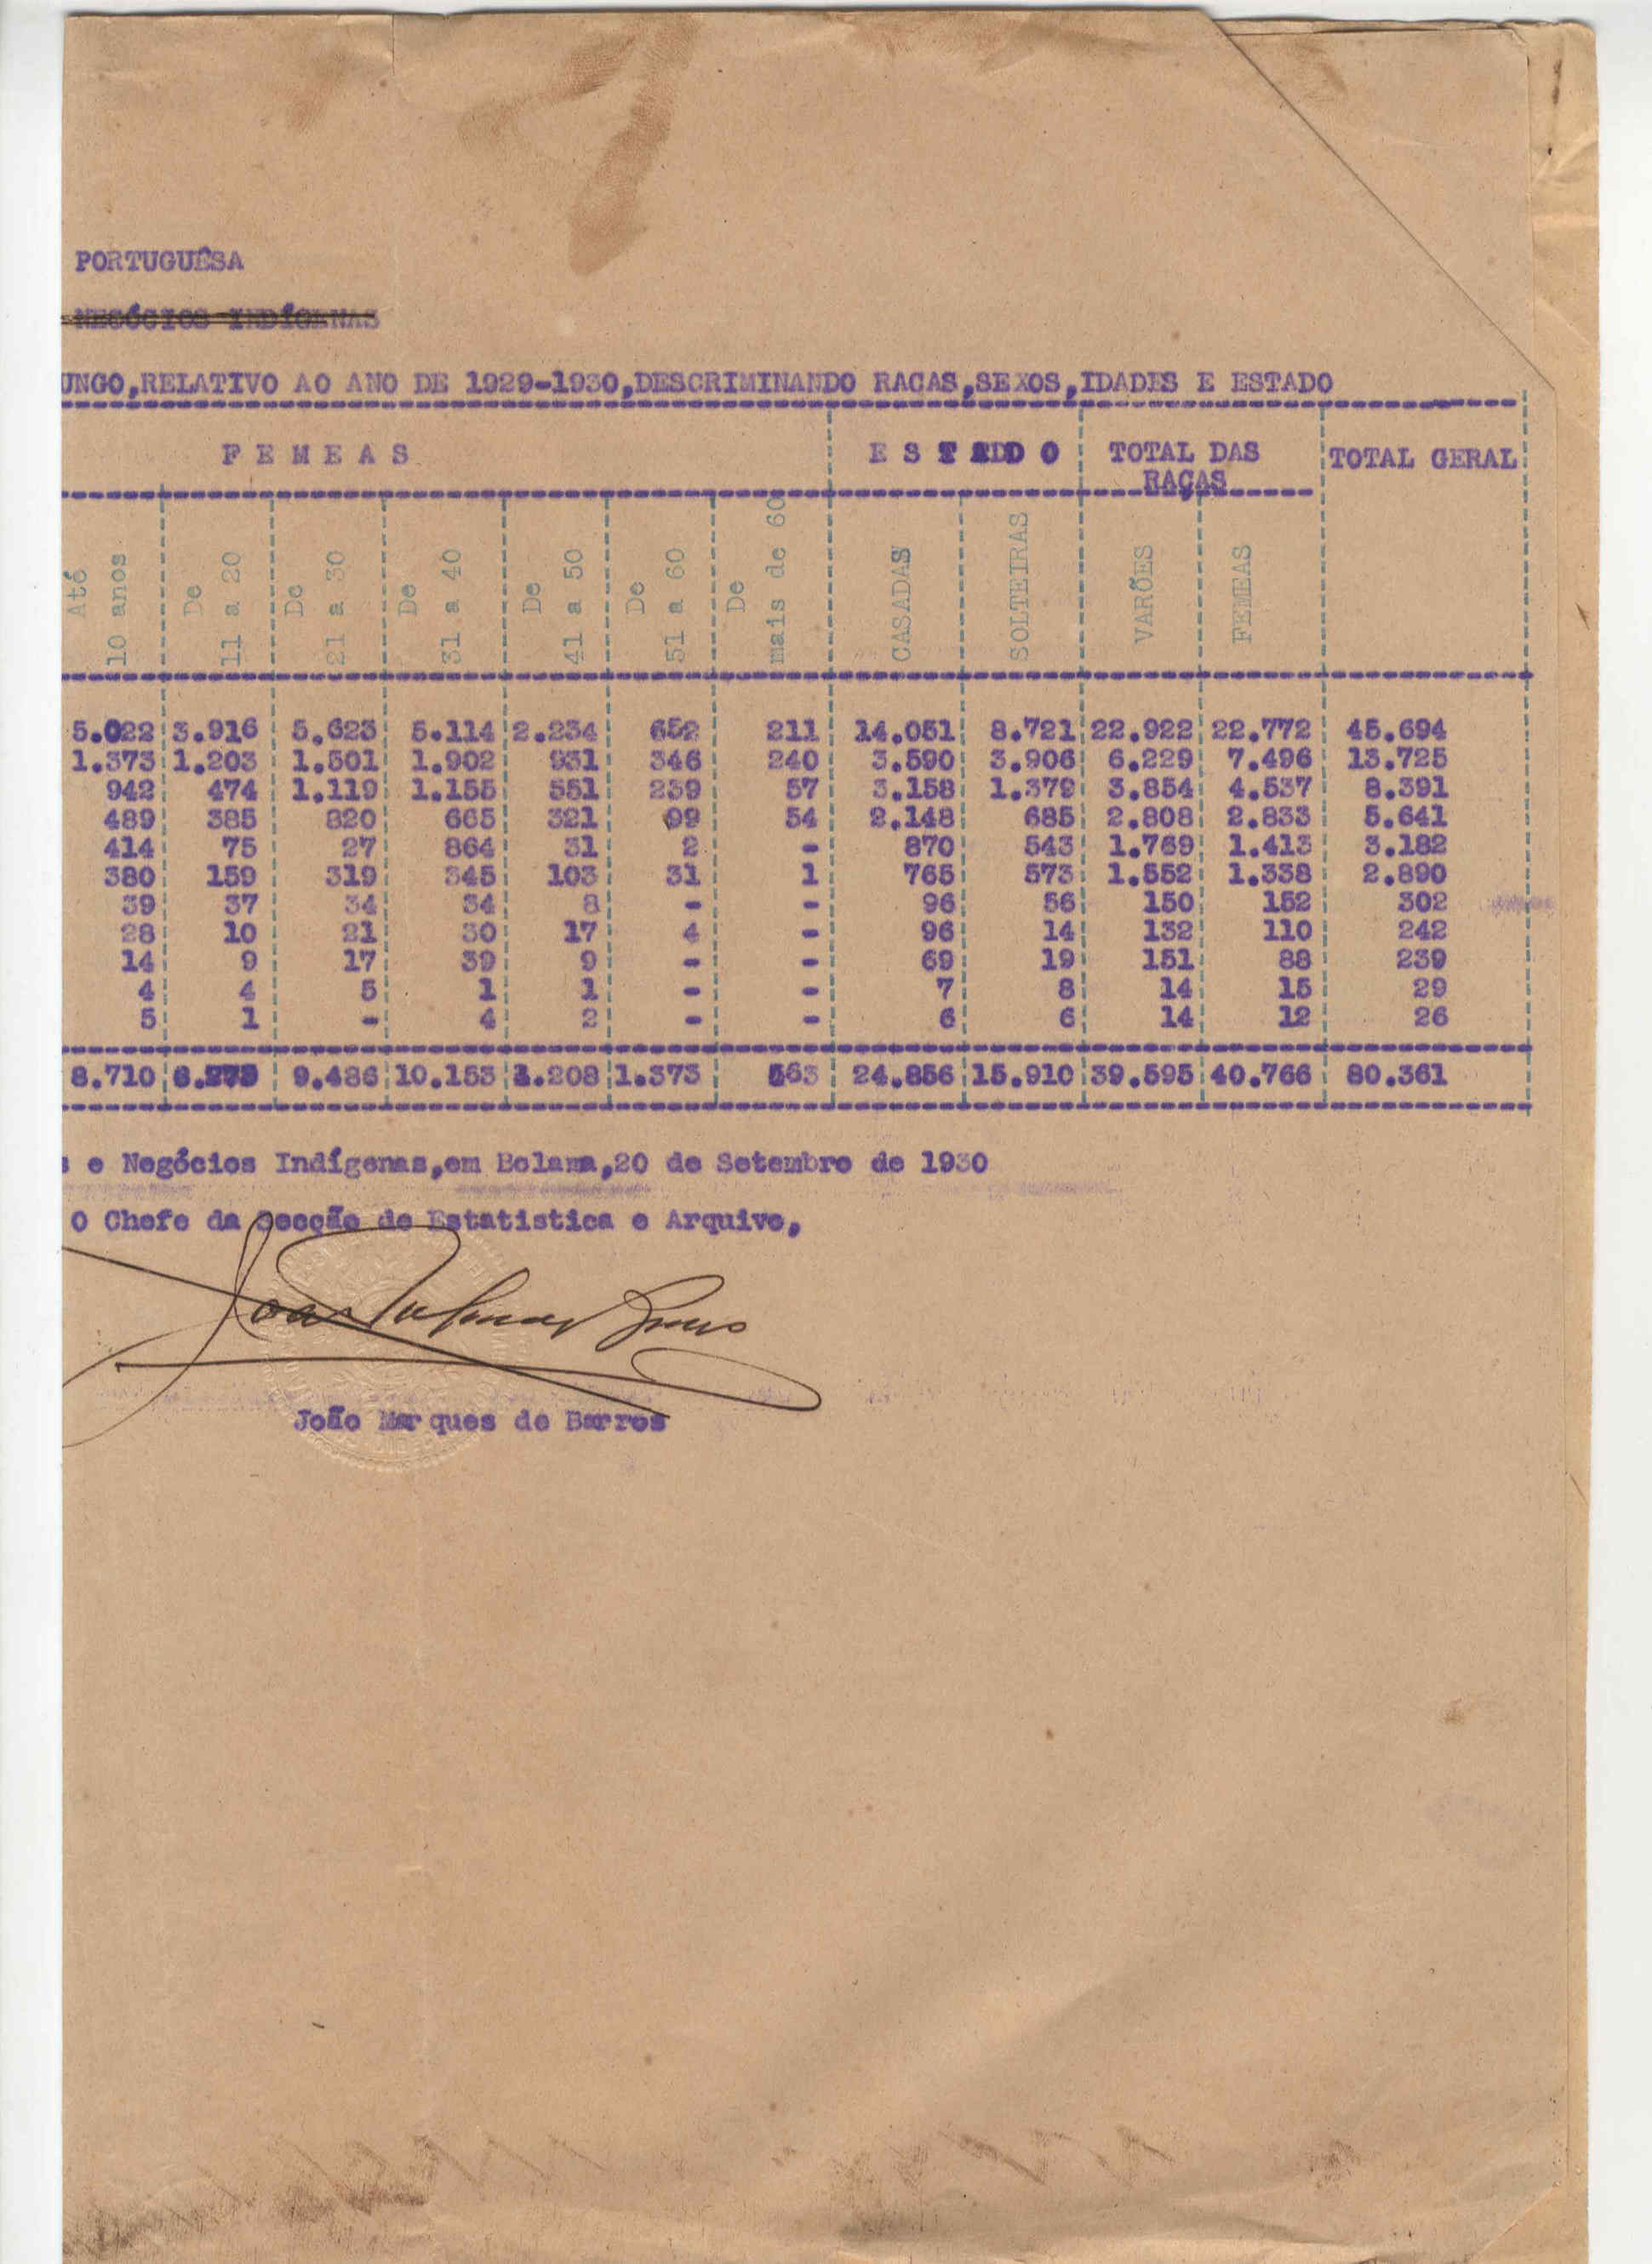 PORTUGUÊSA
NEGÓCIOS INDÍGENAS
UNGO,RELATIVO AO ANO DE 1929-1930,DESCRIMINANDO RACAS,SEXOS,IDADES E ESTADO
F E M E A S E S T A D O TOTAL DAS RAÇAS TOTAL GERAL
Até 10 anos De 11 a 20 De 21 a 30 De 31 a 40 De 41 a 50 De 51 a 60 De mais de 60 CASADAS SOLTEIRAS VARÕES FEMEAS
5.022 3.916 5.623 5.114 2.234 652 211 14.051 8.721 22.922 22.772 45.694
1.373 1.203 1.501 1.902 931 346 240 3.590 3.906 6.229 7.496 13.725
942 474 1.119 1.155 551 239 57 3.158 1.379 3.854 4.537 8.391
489 385 820 665 321 99 54 2.148 685 2.808 2.833 5.641
414 75 27 864 31 2 - 870 543 1.769 1.413 3.182
380 159 319 345 103 31 1 765 573 1.552 1.338 2.890
39 37 34 34 8 - - 96 56 150 152 302
28 10 21 30 17 4 - 96 14 132 110 242
14 9 17 39 9 - - 69 19 151 88 239
4 4 5 1 1 - - 7 8 14 15 29
5 1 - 4 2 - - 6 6 14 12 26
8.710 9.486 10.153 4.208 1.373 563 24.856 15.910 39.595 40.766 80.361
s e Negócios Indígenas,em Bolama,20 de Setembro de 1930
O Chefe da Secção de Estatistica e Arquivo,
João Marques de Barros